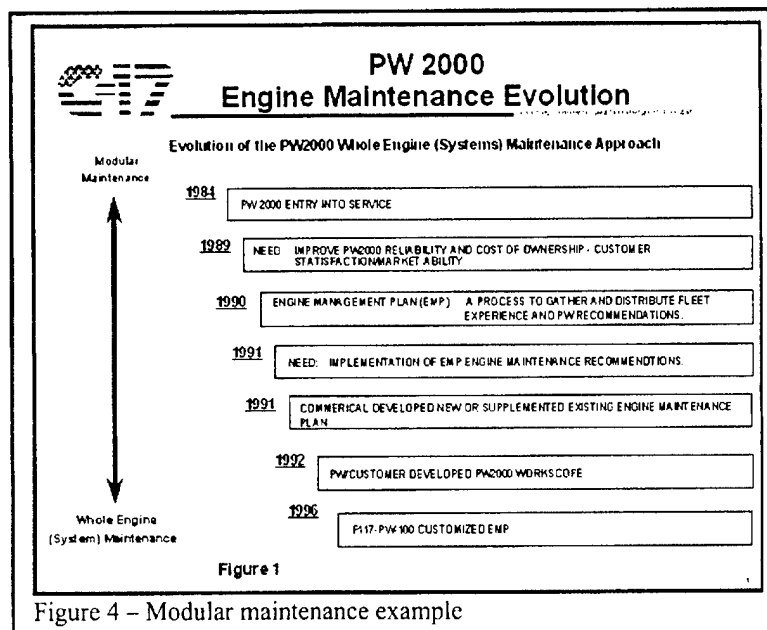 C-17
PW 2000
Engine Maintenance Evolution
Evolution of the PW2000 Whole Engine (Systems) Maintenance Approach
Modular
Maintenance
1984
PW 2000 ENTRY INTO SERVICE
1989
NEED IMPROVE PW2000 RELIABILITY AND COST OF OWNERSHIP - CUSTOMER
STATISFACTION/MARKET ABILITY
1990
ENGINE MANAGEMENT PLAN (EMP) A PROCESS TO GATHER AND DISTRIBUTE FLEET
EXPERIENCE AND PW RECOMMENDATIONS.
1991
NEED: IMPLEMENTATION OF EMP ENGINE MAINTENANCE RECOMMENDTIONS.
1991
COMMERICAL DEVELOPED NEW OR SUPPLEMENTED EXISTING ENGINE MAINTENANCE
PLAN
1992
PW/CUSTOMER DEVELOPED PW2000 WORKSCOPE
1996
F117-PW-100 CUSTOMIZED EMP
Whole Engine
(System) Maintenance
Figure 1
1
Figure 4 – Modular maintenance example